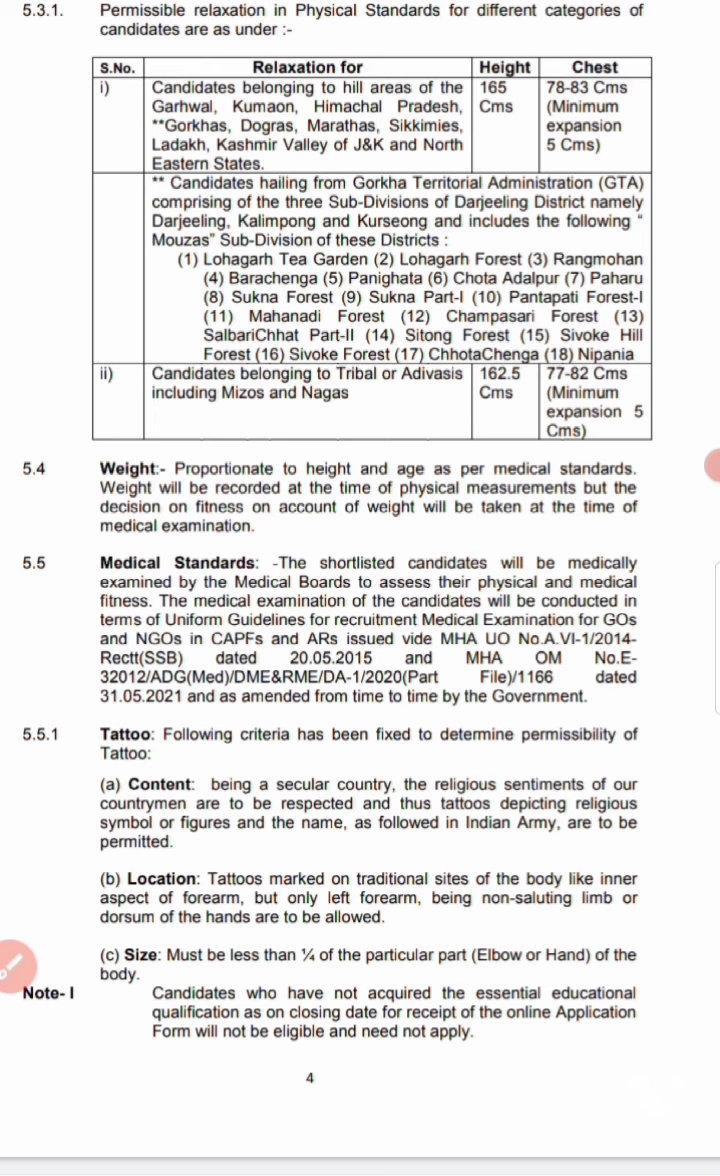 5.3.1. Permissible relaxation in Physical Standards for different categories of
candidates are as under :-
S.No. Relaxation for Height Chest
i) Candidates belonging to hill areas of the 165 78-83 Cms
Garhwal, Kumaon, Himachal Pradesh, Cms (Minimum
**Gorkhas, Dogras, Marathas, Sikkimies, expansion
Ladakh, Kashmir Valley of J&K and North 5 Cms)
Eastern States.
** Candidates hailing from Gorkha Territorial Administration (GTA)
comprising of the three Sub-Divisions of Darjeeling District namely
Darjeeling, Kalimpong and Kurseong and includes the following “
Mouzas” Sub-Division of these Districts :
(1) Lohagarh Tea Garden (2) Lohagarh Forest (3) Rangmohan
(4) Barachenga (5) Panighata (6) Chota Adalpur (7) Paharu
(8) Sukna Forest (9) Sukna Part-I (10) Pantapati Forest-I
(11) Mahanadi Forest (12) Champasari Forest (13)
SalbariChhat Part-II (14) Sitong Forest (15) Sivoke Hill
Forest (16) Sivoke Forest (17) ChhotaChenga (18) Nipania
ii) Candidates belonging to Tribal or Adivasis 162.5 77-82 Cms
including Mizos and Nagas Cms (Minimum
expansion 5
Cms)
5.4 Weight:- Proportionate to height and age as per medical standards.
Weight will be recorded at the time of physical measurements but the
decision on fitness on account of weight will be taken at the time of
medical examination.
5.5 Medical Standards: -The shortlisted candidates will be medically
examined by the Medical Boards to assess their physical and medical
fitness. The medical examination of the candidates will be conducted in
terms of Uniform Guidelines for recruitment Medical Examination for GOs
and NGOs in CAPFs and ARs issued vide MHA UO No.A.VI-1/2014-
Rectt(SSB) dated 20.05.2015 and MHA OM No.E-
32012/ADG(Med)/DME&RME/DA-1/2020(Part File)/1166 dated
31.05.2021 and as amended from time to time by the Government.
5.5.1 Tattoo: Following criteria has been fixed to determine permissibility of
Tattoo:
(a) Content: being a secular country, the religious sentiments of our
countrymen are to be respected and thus tattoos depicting religious
symbol or figures and the name, as followed in Indian Army, are to be
permitted.
(b) Location: Tattoos marked on traditional sites of the body like inner
aspect of forearm, but only left forearm, being non-saluting limb or
dorsum of the hands are to be allowed.
(c) Size: Must be less than ¼ of the particular part (Elbow or Hand) of the
body.
Note- I Candidates who have not acquired the essential educational
qualification as on closing date for receipt of the online Application
Form will not be eligible and need not apply.
4